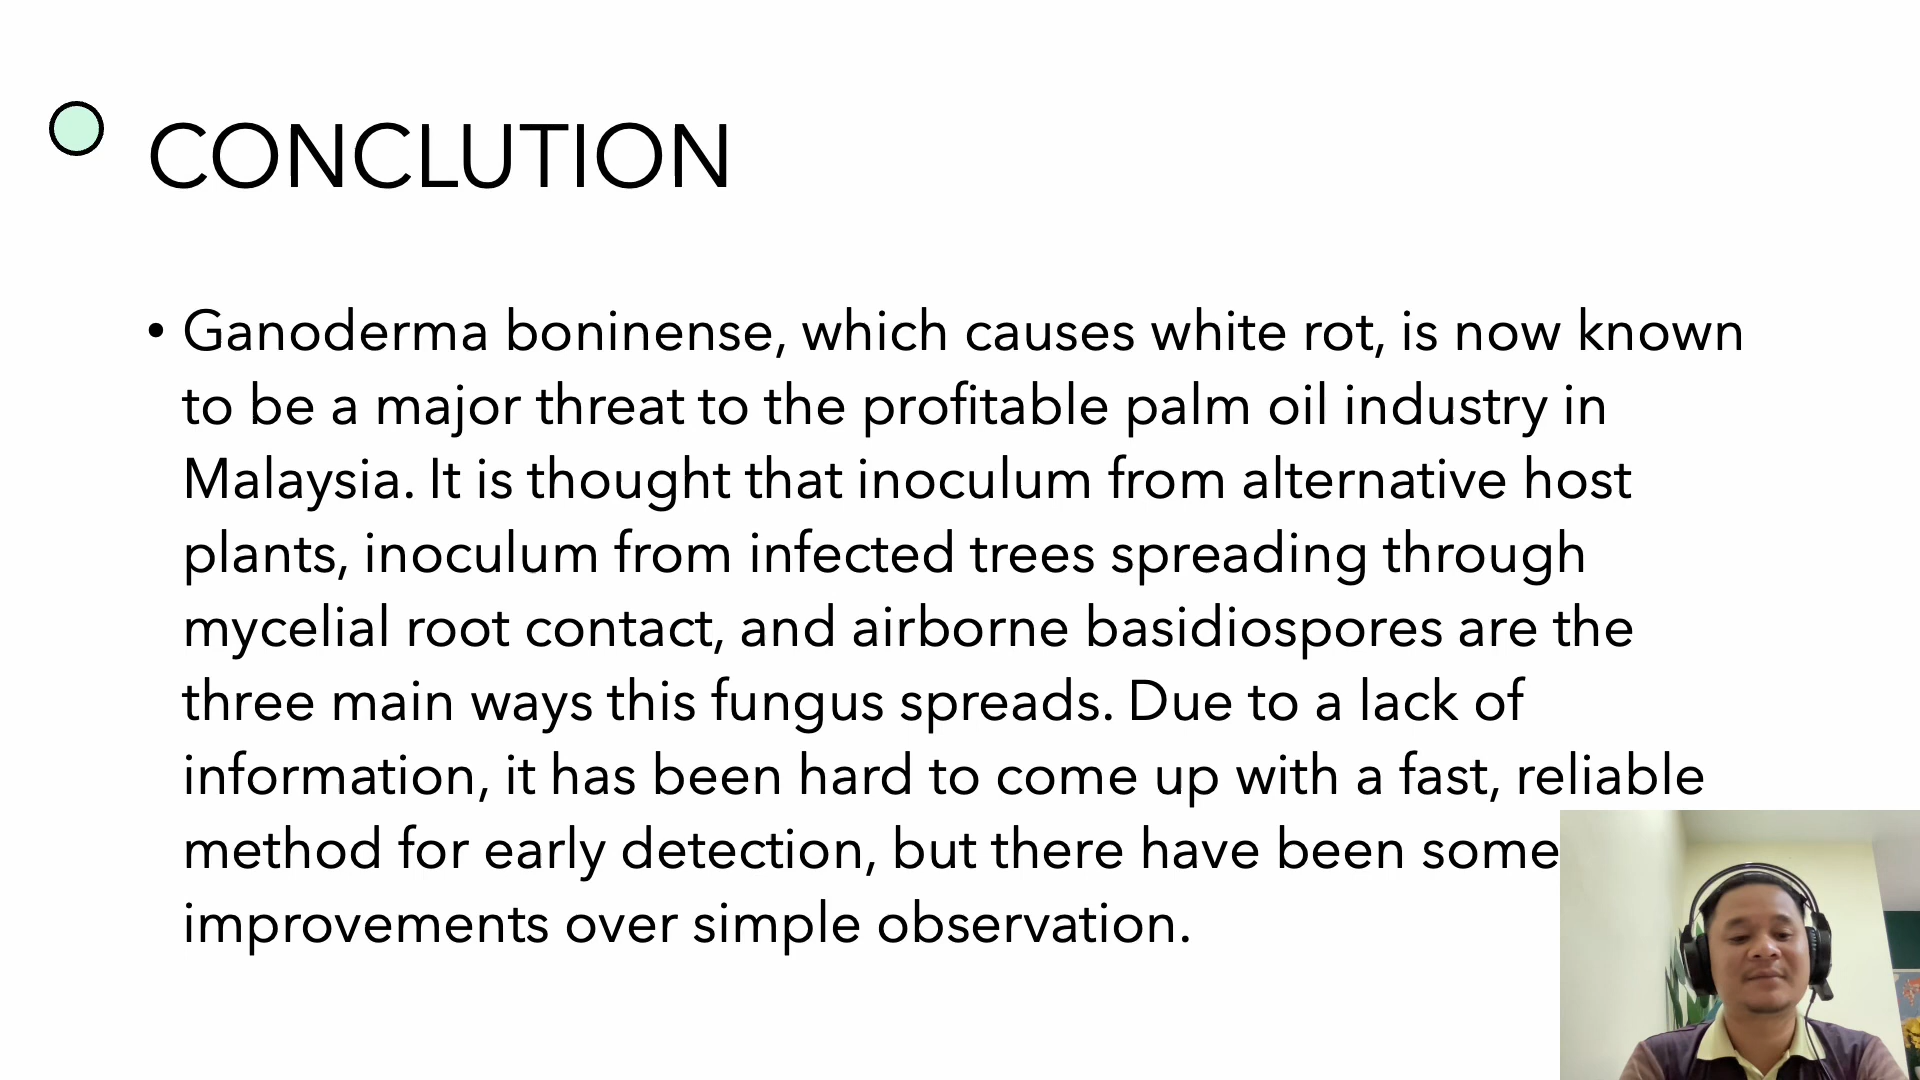 CONCLUTION
• Ganoderma boninense, which causes white rot, is now known
to be a major threat to the profitable palm oil industry in
Malaysia. It is thought that inoculum from alternative host
plants, inoculum from infected trees spreading through
mycelial root contact, and airborne basidiospores are the
three main ways this fungus spreads. Due to a lack of
information, it has been hard to come up with a fast, reliable
method for early detection, but there have been some
improvements over simple observation.